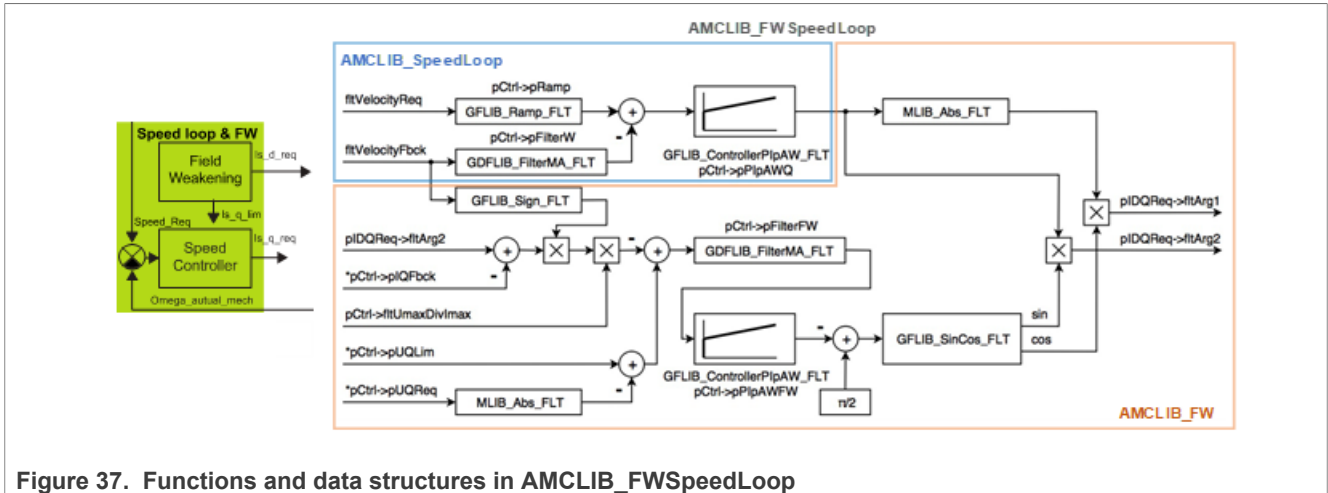 AMCLIB_FW SpeedLoop
AMCLIB_SpeedLoop
fltVelocityReq
pCtrl->pRamp
GFLIB_Ramp_FLT
+
-
pCtrl->pFilterW
fltVelocityFbck
GDFLIB_FilterMA_FLT
GFLIB_ControllerPIpAW_FLT
pCtrl->pPIpAWQ
MLIB_Abs_FLT
Speed loop & FW
Is_d_req
Field
Weakening
Is_q_lim
Speed_Req
Is_q_req
Speed
Controller
Omega_autual_mech
GFLIB_Sign_FLT
pIDQReq->fltArg2
+
-
X
X
-
+
*pCtrl->pIQFbck
pCtrl->fltUmaxDivImax
*pCtrl->pUQLim
+
-
*pCtrl->pUQReq
MLIB_Abs_FLT
pCtrl->pFilterFW
GDFLIB_FilterMA_FLT
GFLIB_ControllerPIpAW_FLT
pCtrl->pPIpAWFW
-
+
π/2
GFLIB_SinCos_FLT
sin
cos
X
pIDQReq->fltArg1
X
pIDQReq->fltArg2
AMCLIB_FW
Figure 37. Functions and data structures in AMCLIB_FWSpeedLoop